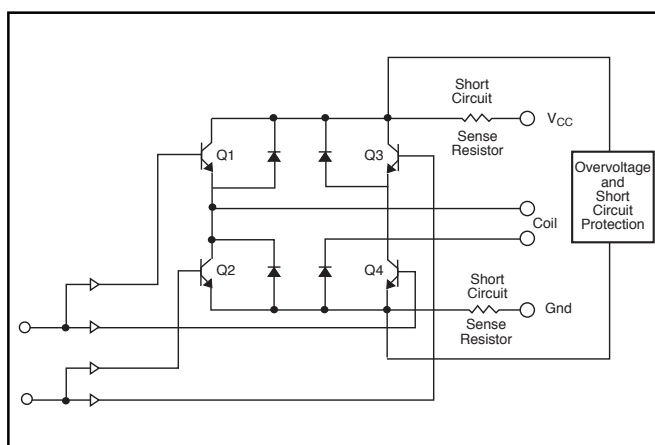 Short
Circuit
Sense
Resistor
V_CC
Q1
Q3
Overvoltage
and
Short
Circuit
Protection
Coil
Q2
Q4
Short
Circuit
Sense
Resistor
Gnd